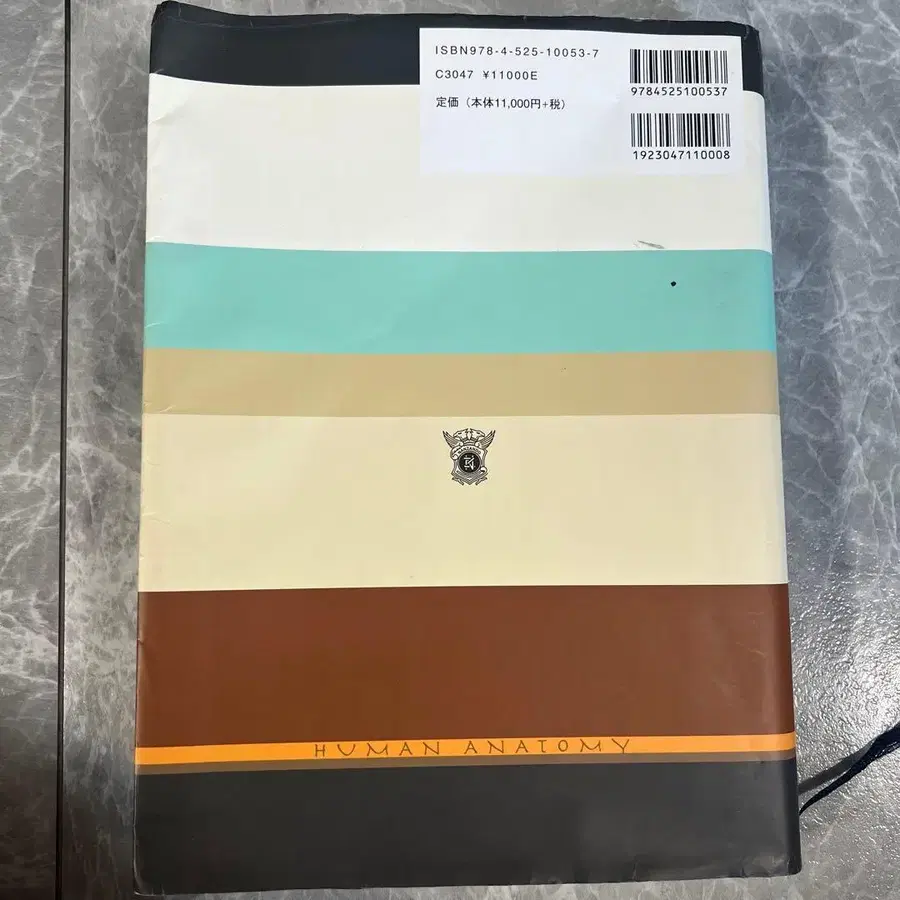 ISBN978-4-525-10053-7
C3047 ¥11000E
定価（本体11,000円+税）
9784525100537
1923047110008
HUMAN ANATOMY